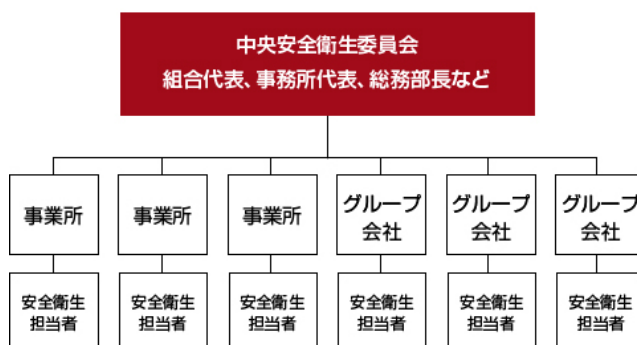 中央安全衛生委員会
組合代表、事務所代表、総務部長など
事業所
事業所
事業所
グループ
会社
グループ
会社
グループ
会社
安全衛生
担当者
安全衛生
担当者
安全衛生
担当者
安全衛生
担当者
安全衛生
担当者
安全衛生
担当者